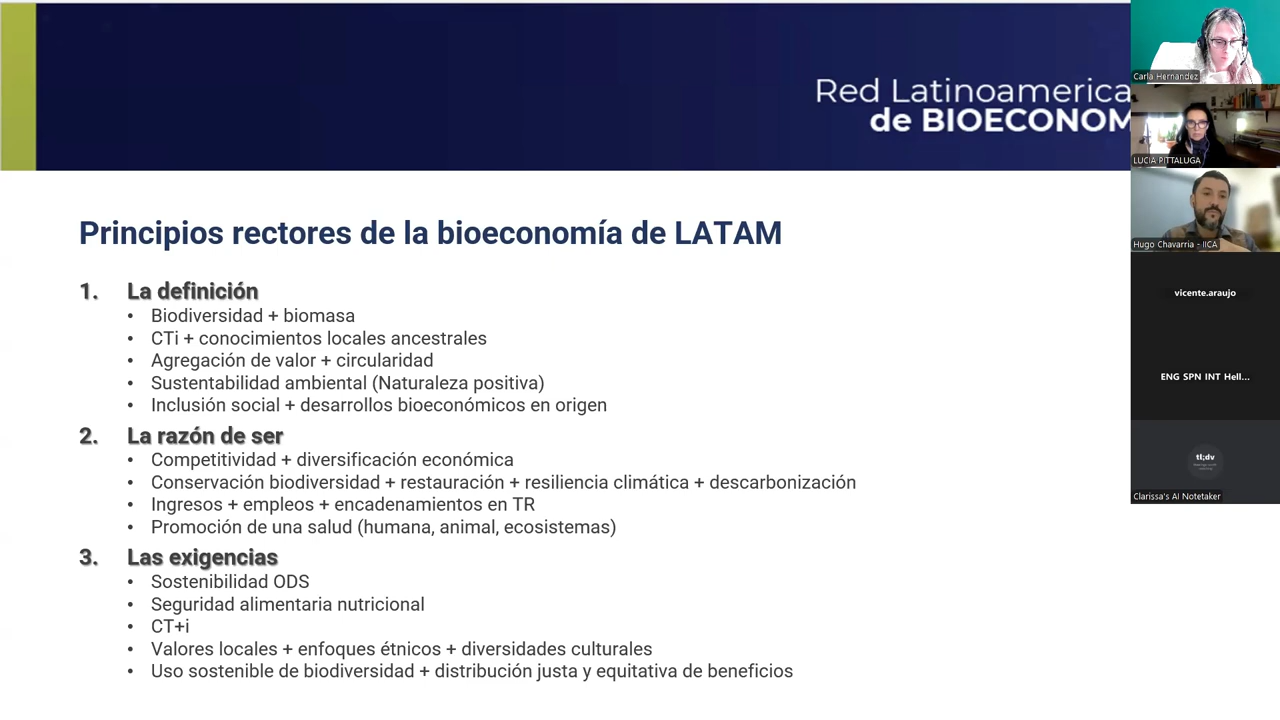 Red Latinoamerica
de BIOECONOM
Principios rectores de la bioeconomía de LATAM
1. La definición
• Biodiversidad + biomasa
• CTi + conocimientos locales ancestrales
• Agregación de valor + circularidad
• Sustentabilidad ambiental (Naturaleza positiva)
• Inclusión social + desarrollos bioeconómicos en origen
2. La razón de ser
• Competitividad + diversificación económica
• Conservación biodiversidad + restauración + resiliencia climática + descarbonización
• Ingresos + empleos + encadenamientos en TR
• Promoción de una salud (humana, animal, ecosistemas)
3. Las exigencias
• Sostenibilidad ODS
• Seguridad alimentaria nutricional
• CT+i
• Valores locales + enfoques étnicos + diversidades culturales
• Uso sostenible de biodiversidad + distribución justa y equitativa de beneficios
Carla Hernandez
LUCIA PITTALUGA
Hugo Chavarria - IICA
vicente.araujo
ENG SPN INT Hell...
tl;dv
Clarissa's AI Notetaker